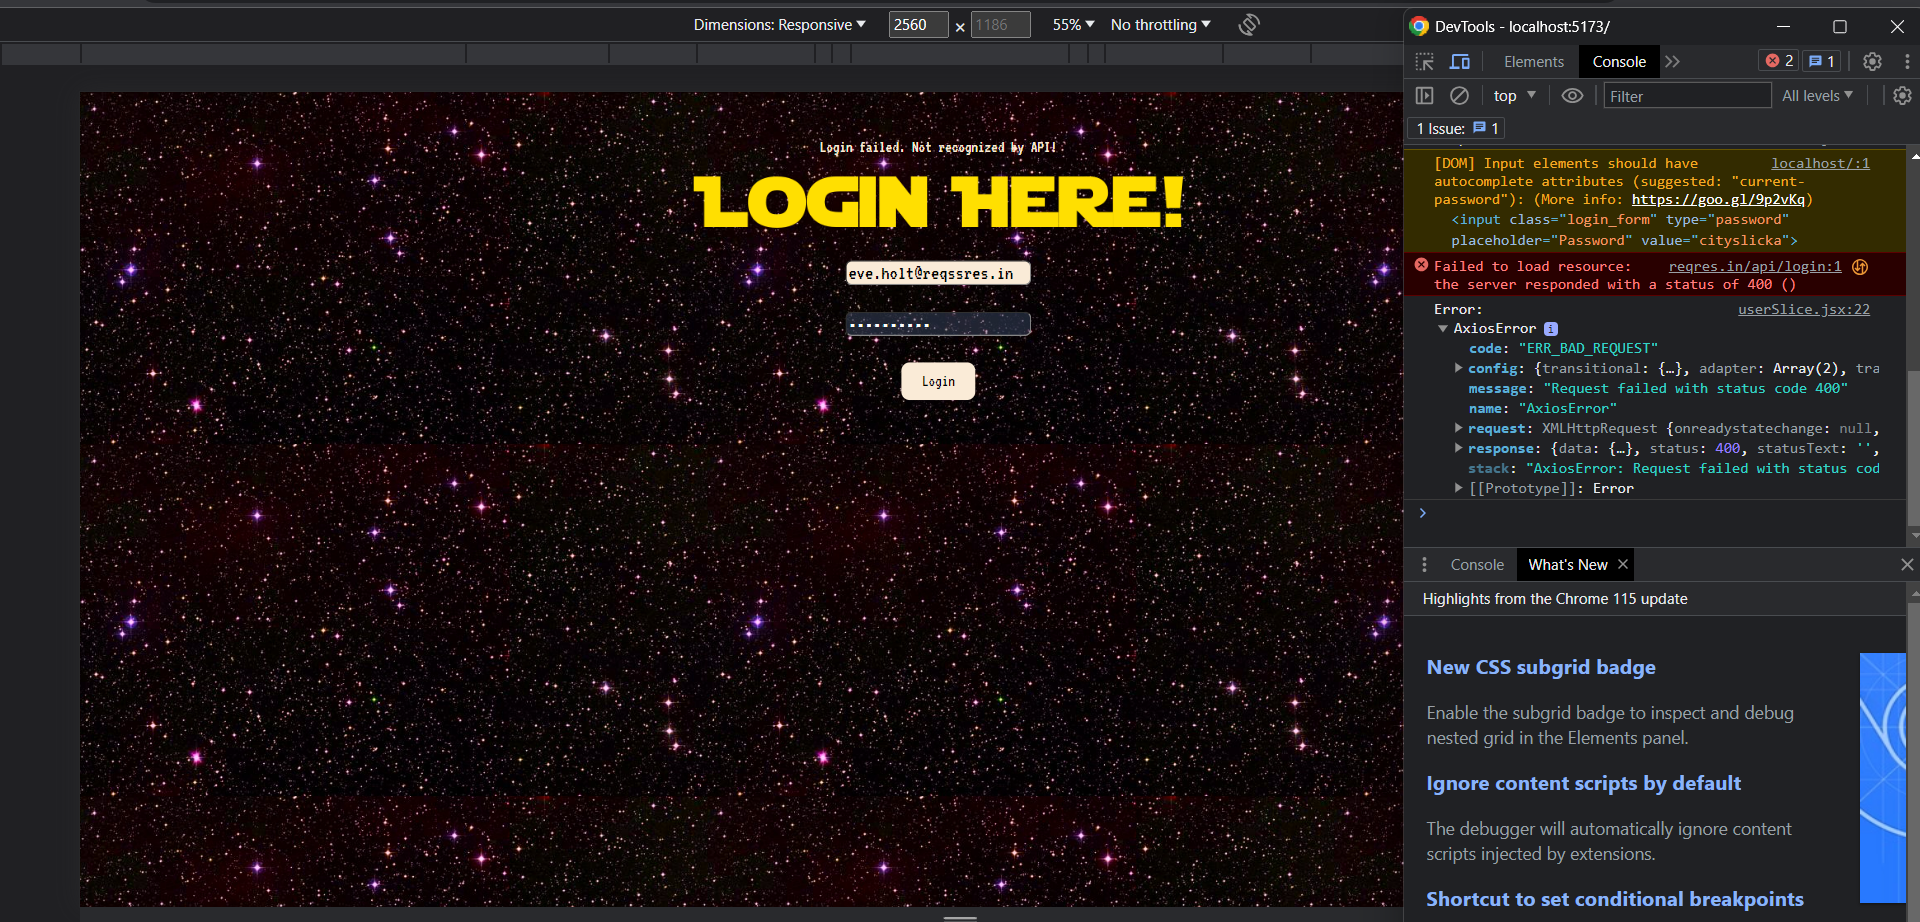 Dimensions: Responsive
2560 × 1186
55%
No throttling
Login failed. Not recognized by API!
LOGIN HERE!
eve.holt@reqssres.in
••••••••••
Login
DevTools - localhost:5173/
Elements
Console
2
1
top
Filter
All levels
1 Issue: 1
[DOM] Input elements should have localhost/:1
autocomplete attributes (suggested: "current-
password"): (More info: https://goo.gl/9p2vKq)
<input class="login_form" type="password"
placeholder="Password" value="cityslicka">
Failed to load resource: reqres.in/api/login:1
the server responded with a status of 400 ()
Error: userSlice.jsx:22
AxiosError i
code: "ERR_BAD_REQUEST"
config: {transitional: {…}, adapter: Array(2), tra
message: "Request failed with status code 400"
name: "AxiosError"
request: XMLHttpRequest {onreadystatechange: null,
response: {data: {…}, status: 400, statusText: '',
stack: "AxiosError: Request failed with status cod
[[Prototype]]: Error
Console
What's New
Highlights from the Chrome 115 update
New CSS subgrid badge
Enable the subgrid badge to inspect and debug
nested grid in the Elements panel.
Ignore content scripts by default
The debugger will automatically ignore content
scripts injected by extensions.
Shortcut to set conditional breakpoints